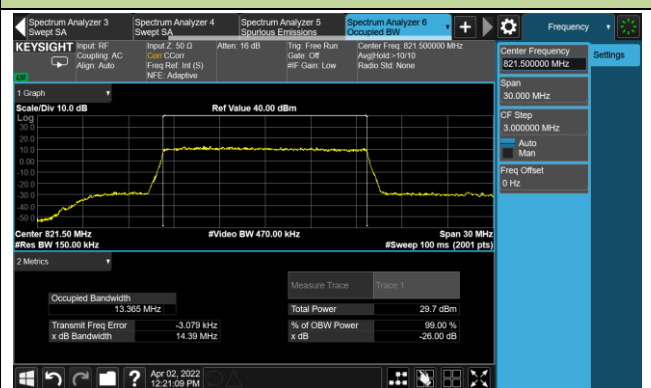 Spectrum Analyzer 3
Swept SA
Spectrum Analyzer 4
Swept SA
Spectrum Analyzer 5
Spurious Emissions
Spectrum Analyzer 6
Occupied BW
Frequency
KEYSIGHT
Input: RF
Coupling: AC
Align: Auto
Input Z: 50 Ω
Corr CCorr
Freq Ref: Int (S)
NFE: Adaptive
Atten: 16 dB
Trig: Free Run
Gate: Off
#IF Gain: Low
Center Freq: 821.500000 MHz
Avg|Hold:>10/10
Radio Std: None
Center Frequency
821.500000 MHz
Settings
Span
30.000 MHz
CF Step
3.000000 MHz
Auto
Man
Freq Offset
0 Hz
1 Graph
Scale/Div 10.0 dB
Ref Value 40.00 dBm
Log
30.0
20.0
10.0
0.00
-10.0
-20.0
-30.0
-40.0
-50.0
Center 821.50 MHz
#Video BW 470.00 kHz
Span 30 MHz
#Res BW 150.00 kHz
#Sweep 100 ms (2001 pts)
2 Metrics
Measure Trace
Trace 1
Occupied Bandwidth
13.365 MHz
Total Power
29.7 dBm
Transmit Freq Error
-3.079 kHz
% of OBW Power
99.00 %
x dB Bandwidth
14.39 MHz
x dB
-26.00 dB
Apr 02, 2022
12:21:09 PM